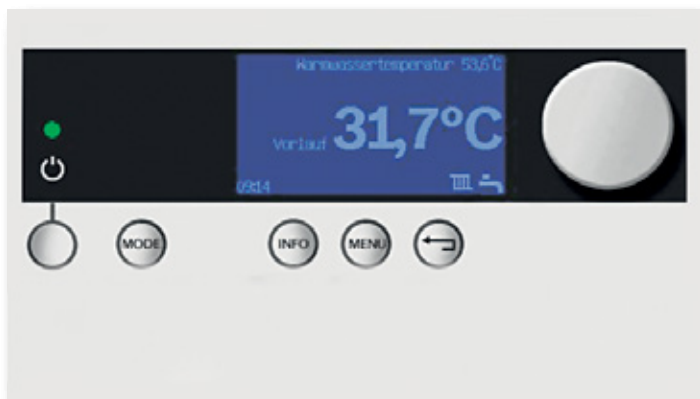 Warmwassertemperatur 53,6°C
Vorlauf 31,7°C
09:14
MODE INFO MENU